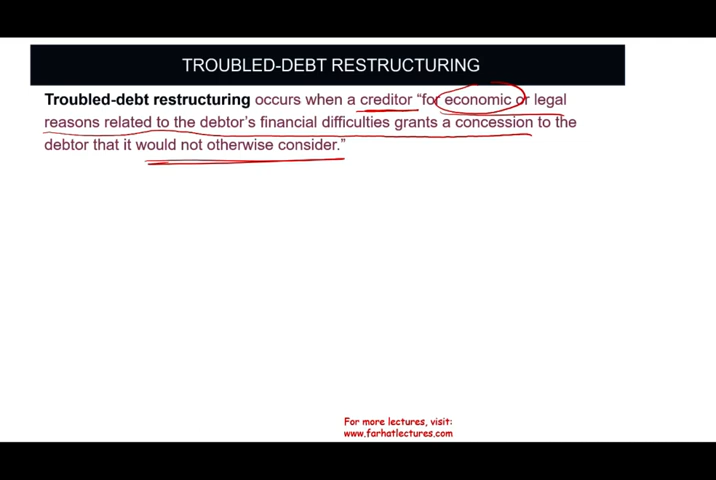 TROUBLED-DEBT RESTRUCTURING
Troubled-debt restructuring occurs when a creditor “for economic or legal
reasons related to the debtor’s financial difficulties grants a concession to the
debtor that it would not otherwise consider.”
For more lectures, visit:
www.farhatlectures.com